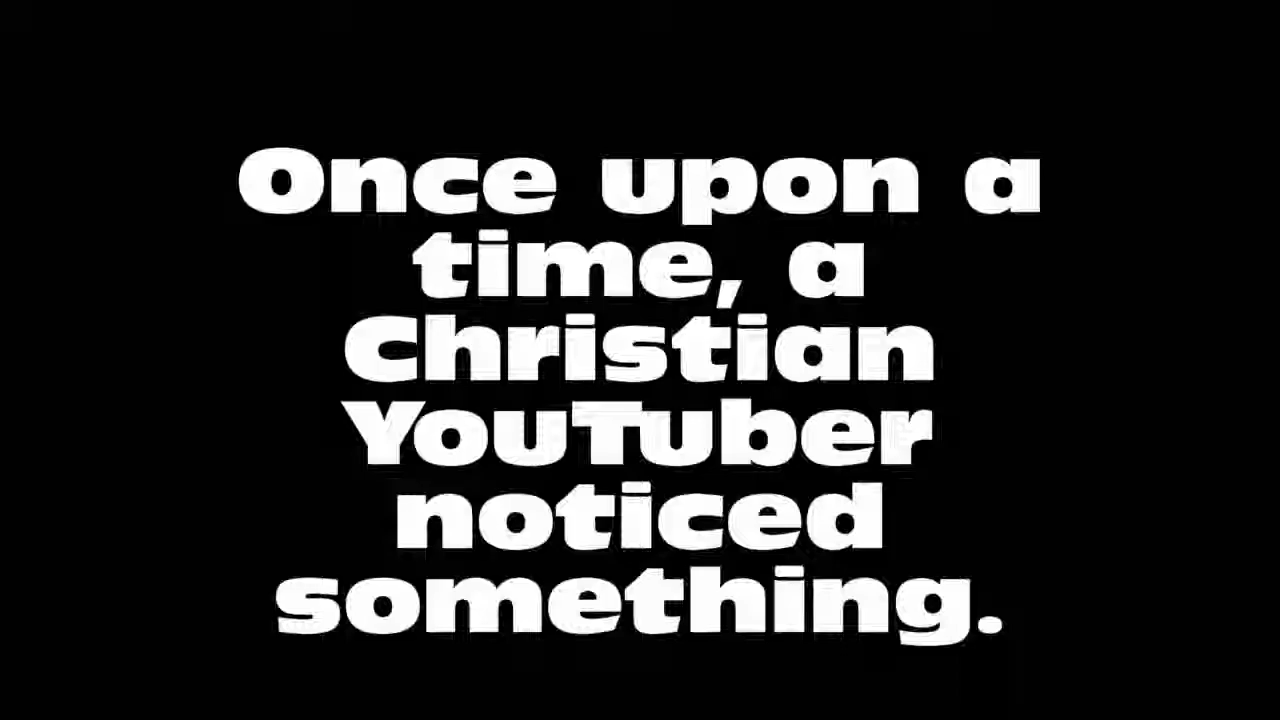 Once upon a
time, a
Christian
YouTuber
noticed
something.